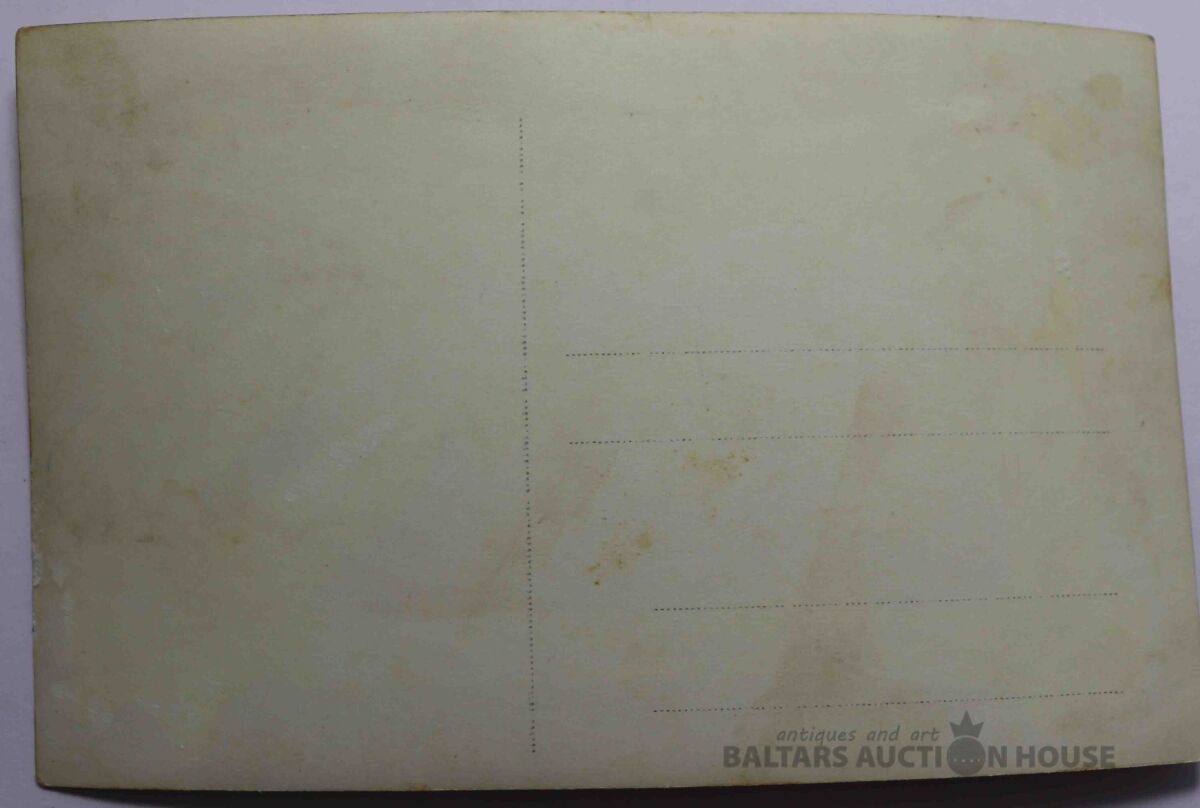 antiques and art
BALTARS AUCTION HOUSE